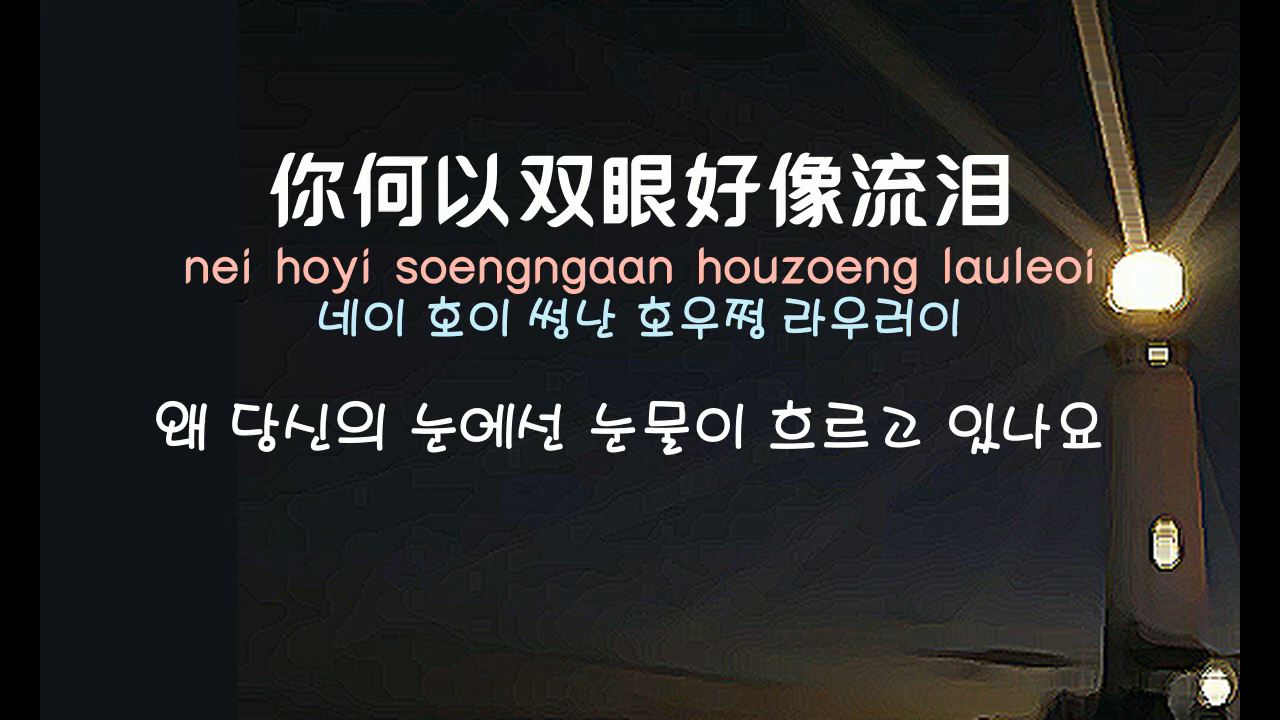 你何以双眼好像流泪
nei hoyi soengngaan houzoeng lauleoi
네이 호이 썽난 호우쩡 라우러이
왜 당신의 눈에선 눈물이 흐르고 있나요